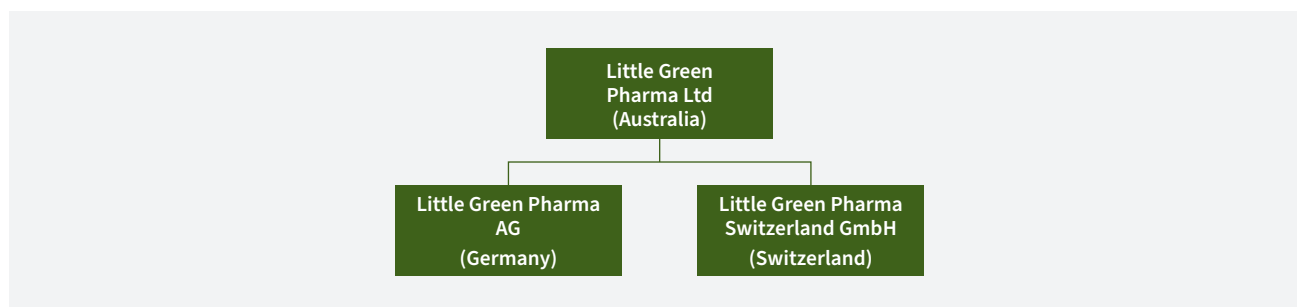 Little Green
Pharma Ltd
(Australia)
Little Green Pharma
AG
(Germany)
Little Green Pharma
Switzerland GmbH
(Switzerland)